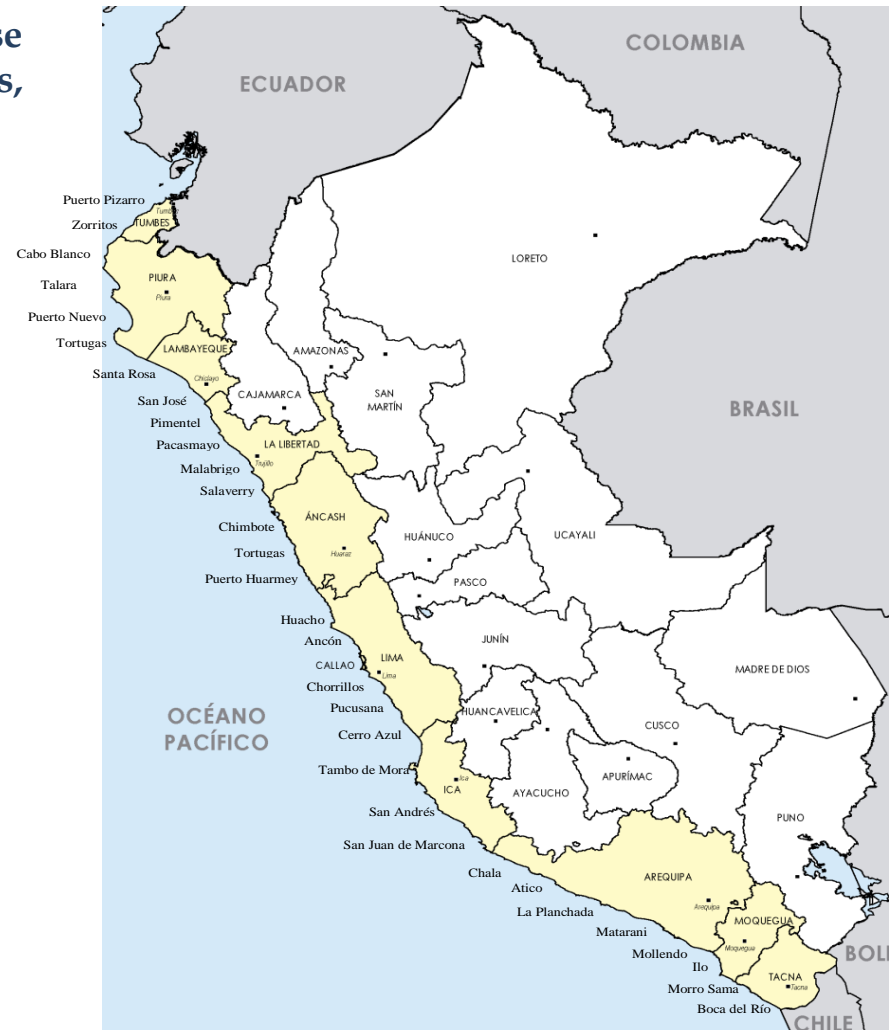 se
s,
COLOMBIA
ECUADOR
Puerto Pizarro
Tumbes
Zorritos
TUMBES
Cabo Blanco
LORETO
PIURA
Talara
Piura
Puerto Nuevo
Tortugas
LAMBAYEQUE
AMAZONAS
Santa Rosa
Chiclayo
CAJAMARCA
SAN
MARTÍN
San José
BRASIL
Pimentel
Pacasmayo
LA LIBERTAD
Malabrigo
Trujillo
Salaverry
ÁNCASH
Chimbote
HUÁNUCO
UCAYALI
Tortugas
Huaraz
Puerto Huarmey
PASCO
Huacho
Ancón
JUNÍN
CALLAO
LIMA
Lima
MADRE DE DIOS
Chorrillos
Pucusana
HUANCAVELICA
OCÉANO
PACÍFICO
CUSCO
Cerro Azul
Tambo de Mora
Ica
ICA
APURÍMAC
AYACUCHO
San Andrés
PUNO
San Juan de Marcona
Chala
AREQUIPA
Atico
La Planchada
Arequipa
MOQUEGUA
Matarani
Moquegua
Mollendo
BOLI
Ilo
TACNA
Morro Sama
Tacna
Boca del Río
CHILE